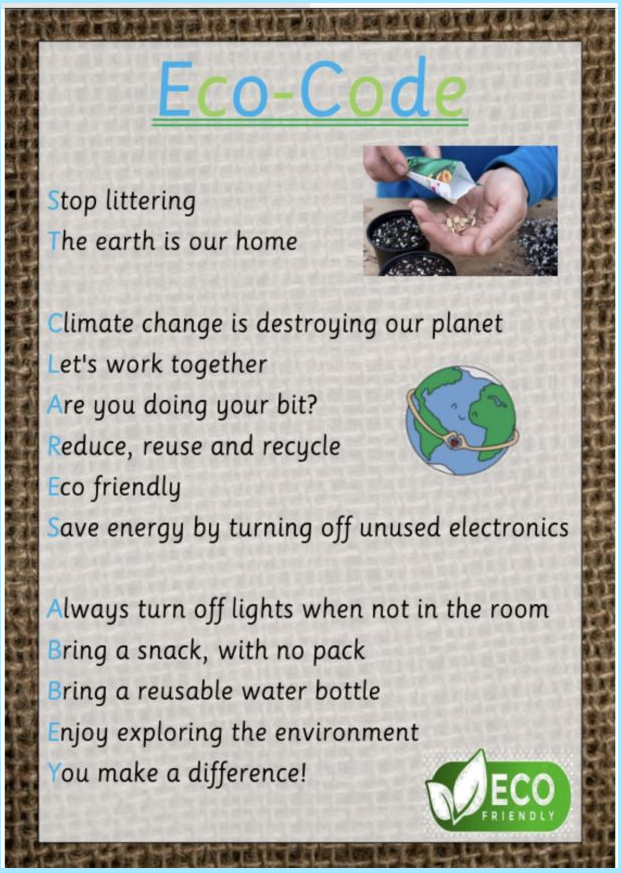 Eco-Code
Stop littering
The earth is our home
Climate change is destroying our planet
Let's work together
Are you doing your bit?
Reduce, reuse and recycle
Eco friendly
Save energy by turning off unused electronics
Always turn off lights when not in the room
Bring a snack, with no pack
Bring a reusable water bottle
Enjoy exploring the environment
You make a difference!
ECO
FRIENDLY